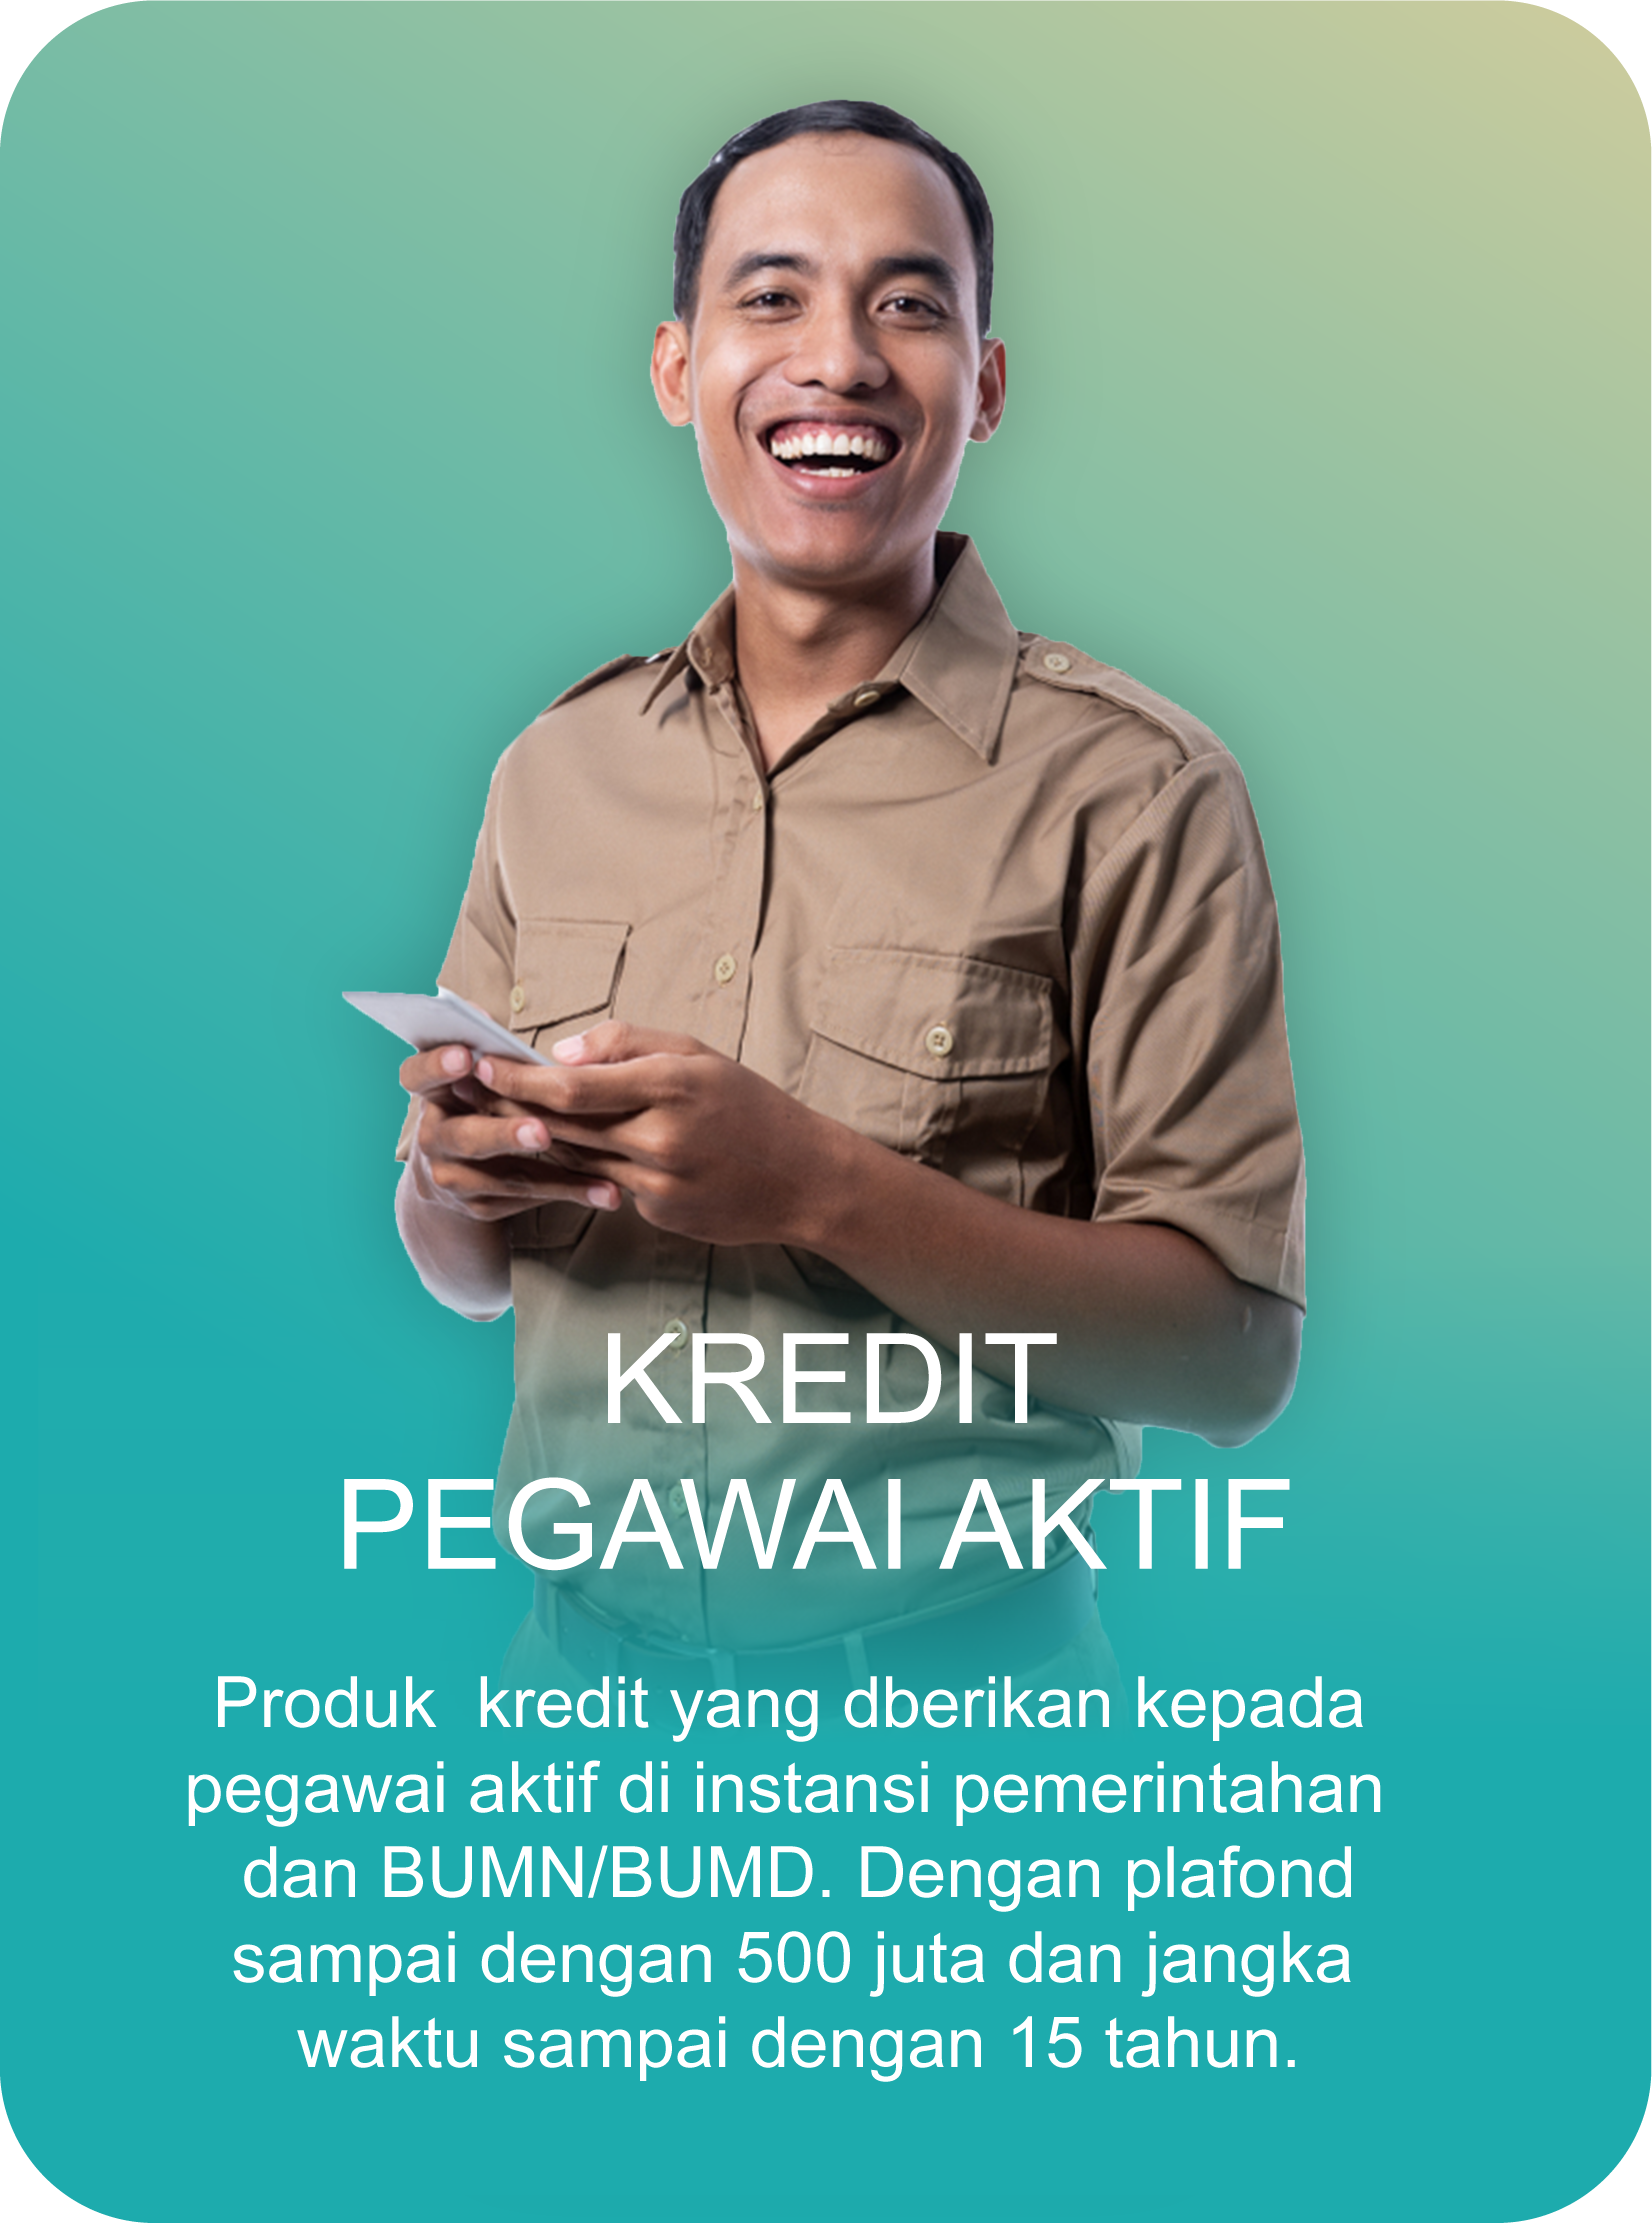 KREDIT
PEGAWAI AKTIF
Produk  kredit yang dberikan kepada
pegawai aktif di instansi pemerintahan
dan BUMN/BUMD. Dengan plafond
sampai dengan 500 juta dan jangka
waktu sampai dengan 15 tahun.